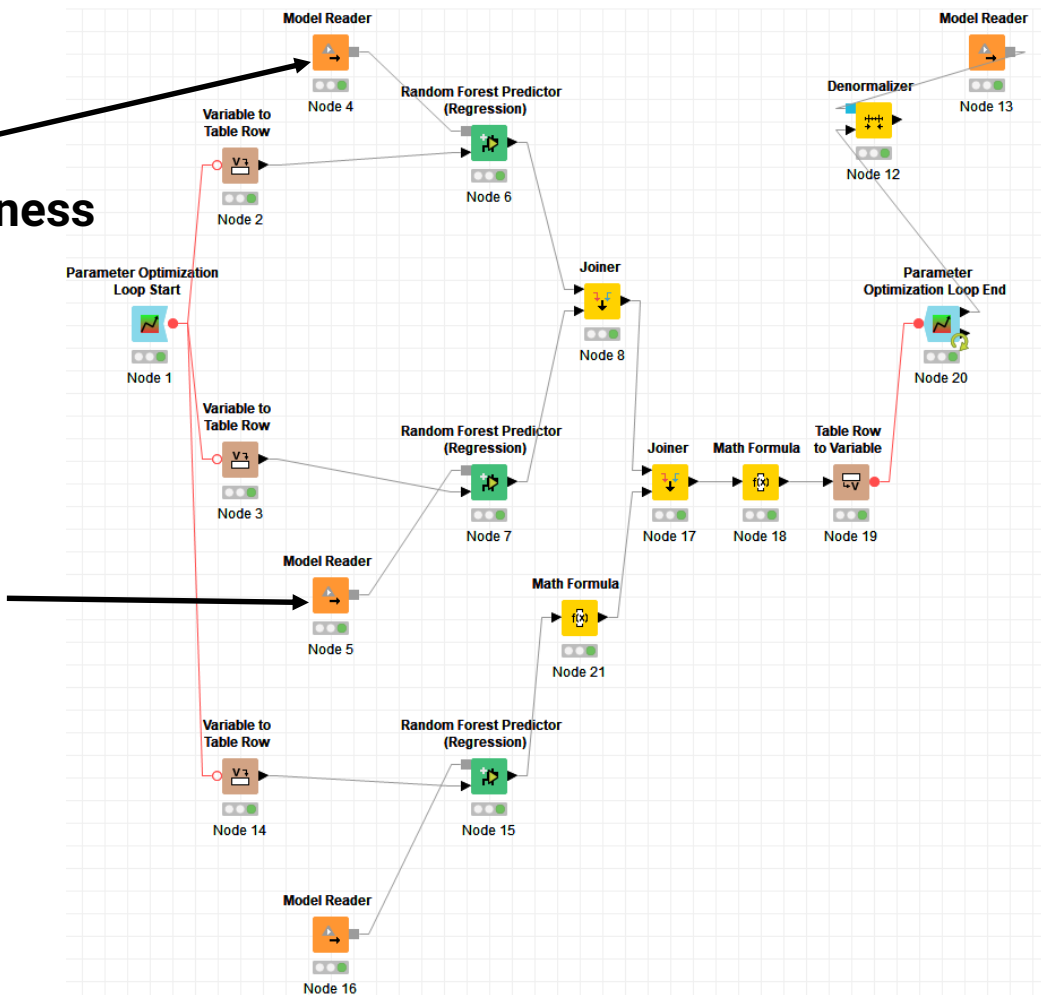 Model Reader
Node 4
Model Reader
Node 13
Denormalizer
Node 12
Random Forest Predictor
(Regression)
Node 6
Variable to
Table Row
Node 2
ness
Parameter Optimization
Loop Start
Node 1
Joiner
Node 8
Parameter
Optimization Loop End
Node 20
Variable to
Table Row
Node 3
Random Forest Predictor
(Regression)
Node 7
Joiner
Node 17
Math Formula
f(x)
Node 18
Table Row
to Variable
Node 19
Model Reader
Node 5
Math Formula
f(x)
Node 21
Variable to
Table Row
Node 14
Random Forest Predictor
(Regression)
Node 15
Model Reader
Node 16